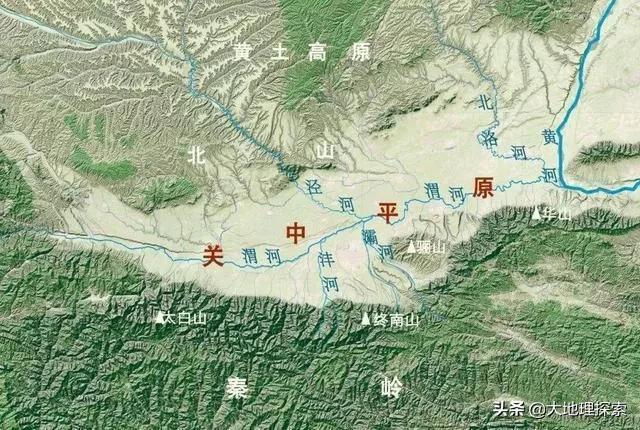 黄土高原
北山
北洛河
黄河
泾河
渭河
关中平原
渭河
沣河
灞河
骊山
华山
太白山
终南山
秦岭
头条 @大地理探索